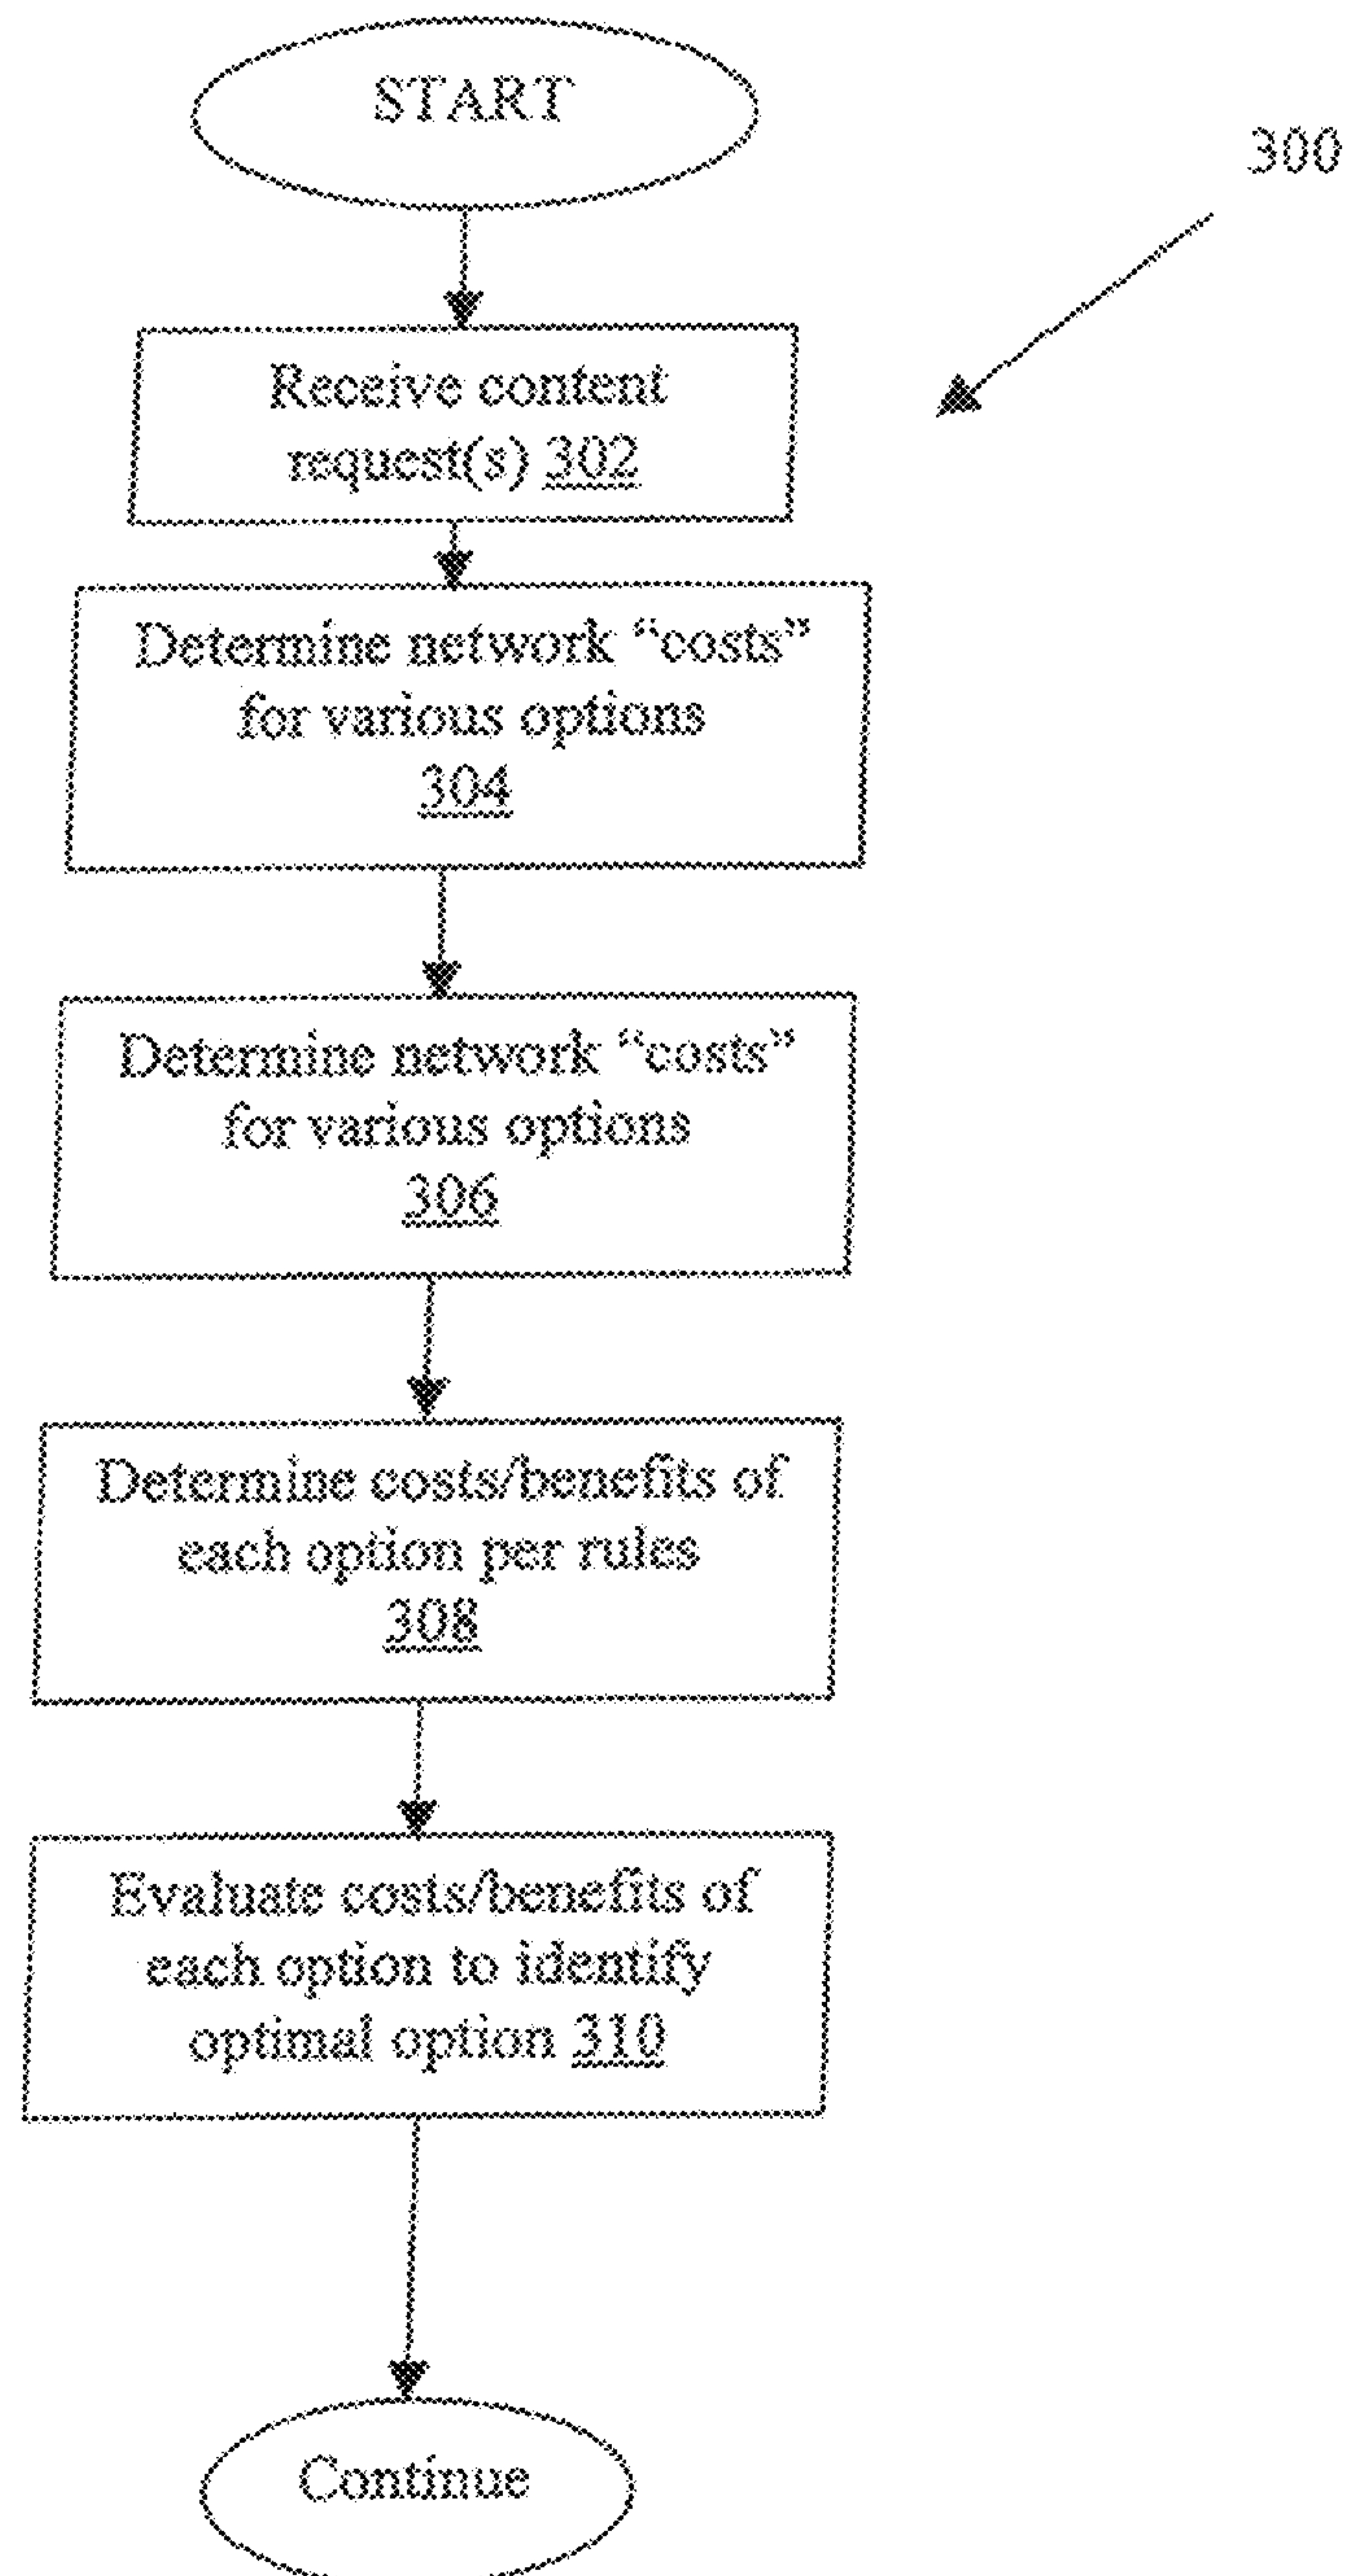 START
300
Receive content
request(s) 302
Determine network “costs”
for various options
304
Determine network “costs”
for various options
306
Determine costs/benefits of
each option per rules
308
Evaluate costs/benefits of
each option to identify
optimal option 310
Continue